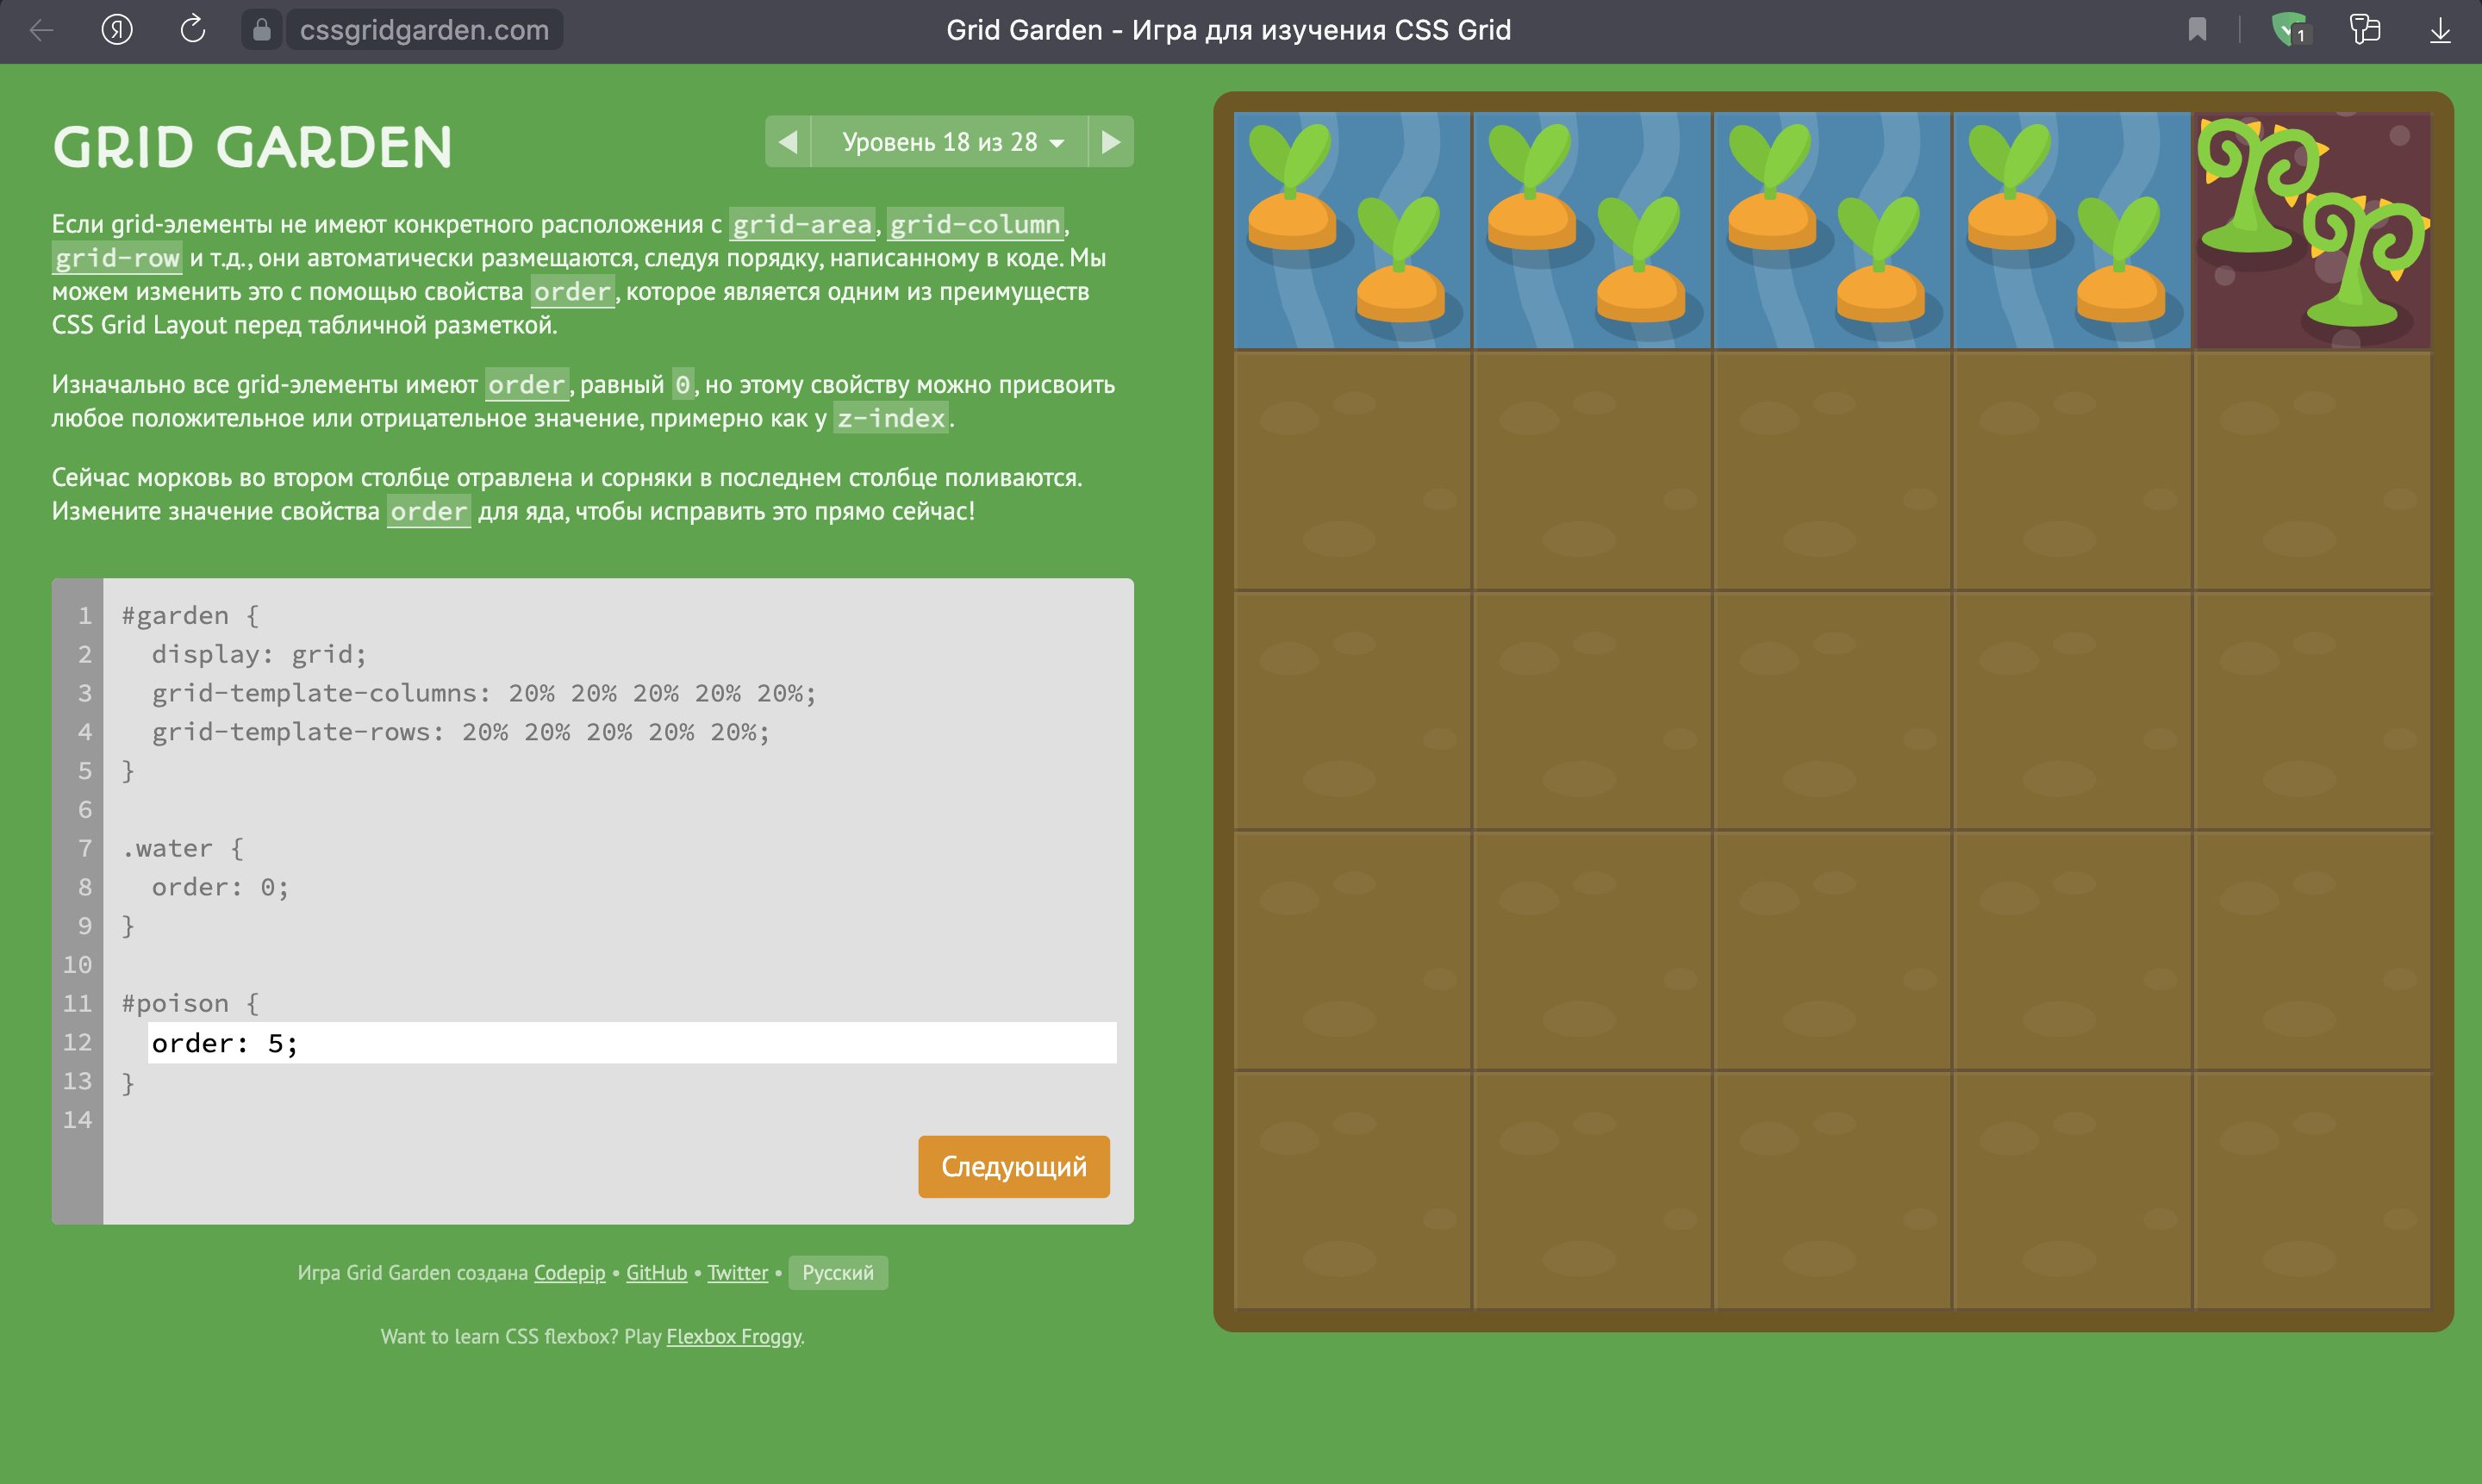 cssgridgarden.com
Grid Garden - Игра для изучения CSS Grid
1
GRID GARDEN
Уровень 18 из 28
Если grid-элементы не имеют конкретного расположения с grid-area, grid-column,
grid-row и т.д., они автоматически размещаются, следуя порядку, написанному в коде. Мы
можем изменить это с помощью свойства order, которое является одним из преимуществ
CSS Grid Layout перед табличной разметкой.
Изначально все grid-элементы имеют order, равный 0, но этому свойству можно присвоить
любое положительное или отрицательное значение, примерно как у z-index.
Сейчас морковь во втором столбце отравлена и сорняки в последнем столбце поливаются.
Измените значение свойства order для яда, чтобы исправить это прямо сейчас!
1 #garden {
2 display: grid;
3 grid-template-columns: 20% 20% 20% 20% 20%;
4 grid-template-rows: 20% 20% 20% 20% 20%;
5 }
6
7 .water {
8 order: 0;
9 }
10
11 #poison {
12 order: 5;
13 }
14
Следующий
Игра Grid Garden создана Codepip • GitHub • Twitter • Русский
Want to learn CSS flexbox? Play Flexbox Froggy.